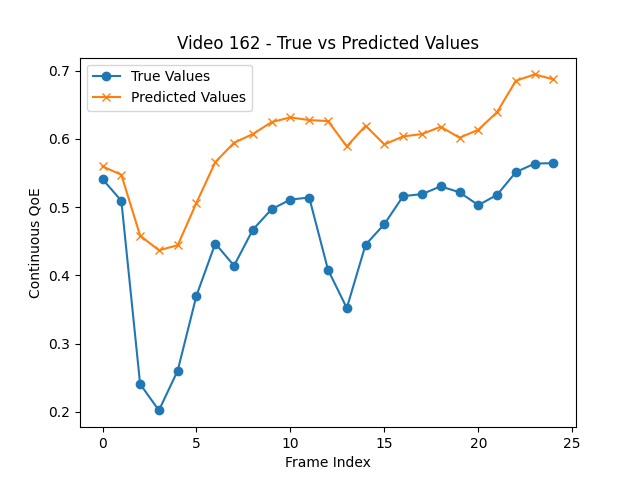 Video 162 - True vs Predicted Values
True Values
Predicted Values
Continuous QoE
0.7
0.6
0.5
0.4
0.3
0.2
0 5 10 15 20 25
Frame Index